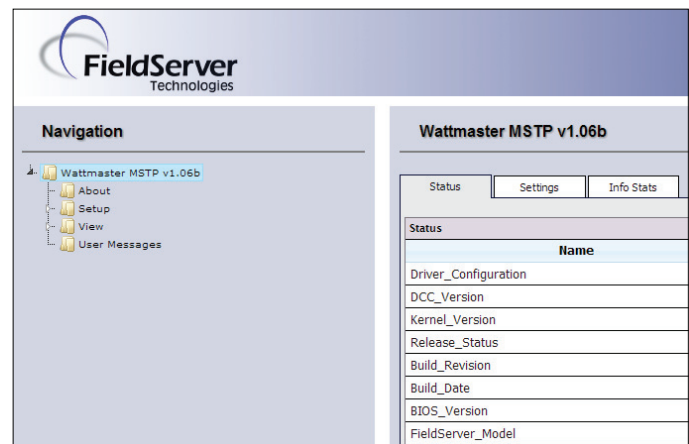 FieldServer
Technologies
Navigation
Wattmaster MSTP v1.06b
About
Setup
View
User Messages
Wattmaster MSTP v1.06b
Status
Settings
Info Stats
Status
Name
Driver_Configuration
DCC_Version
Kernel_Version
Release_Status
Build_Revision
Build_Date
BIOS_Version
FieldServer_Model